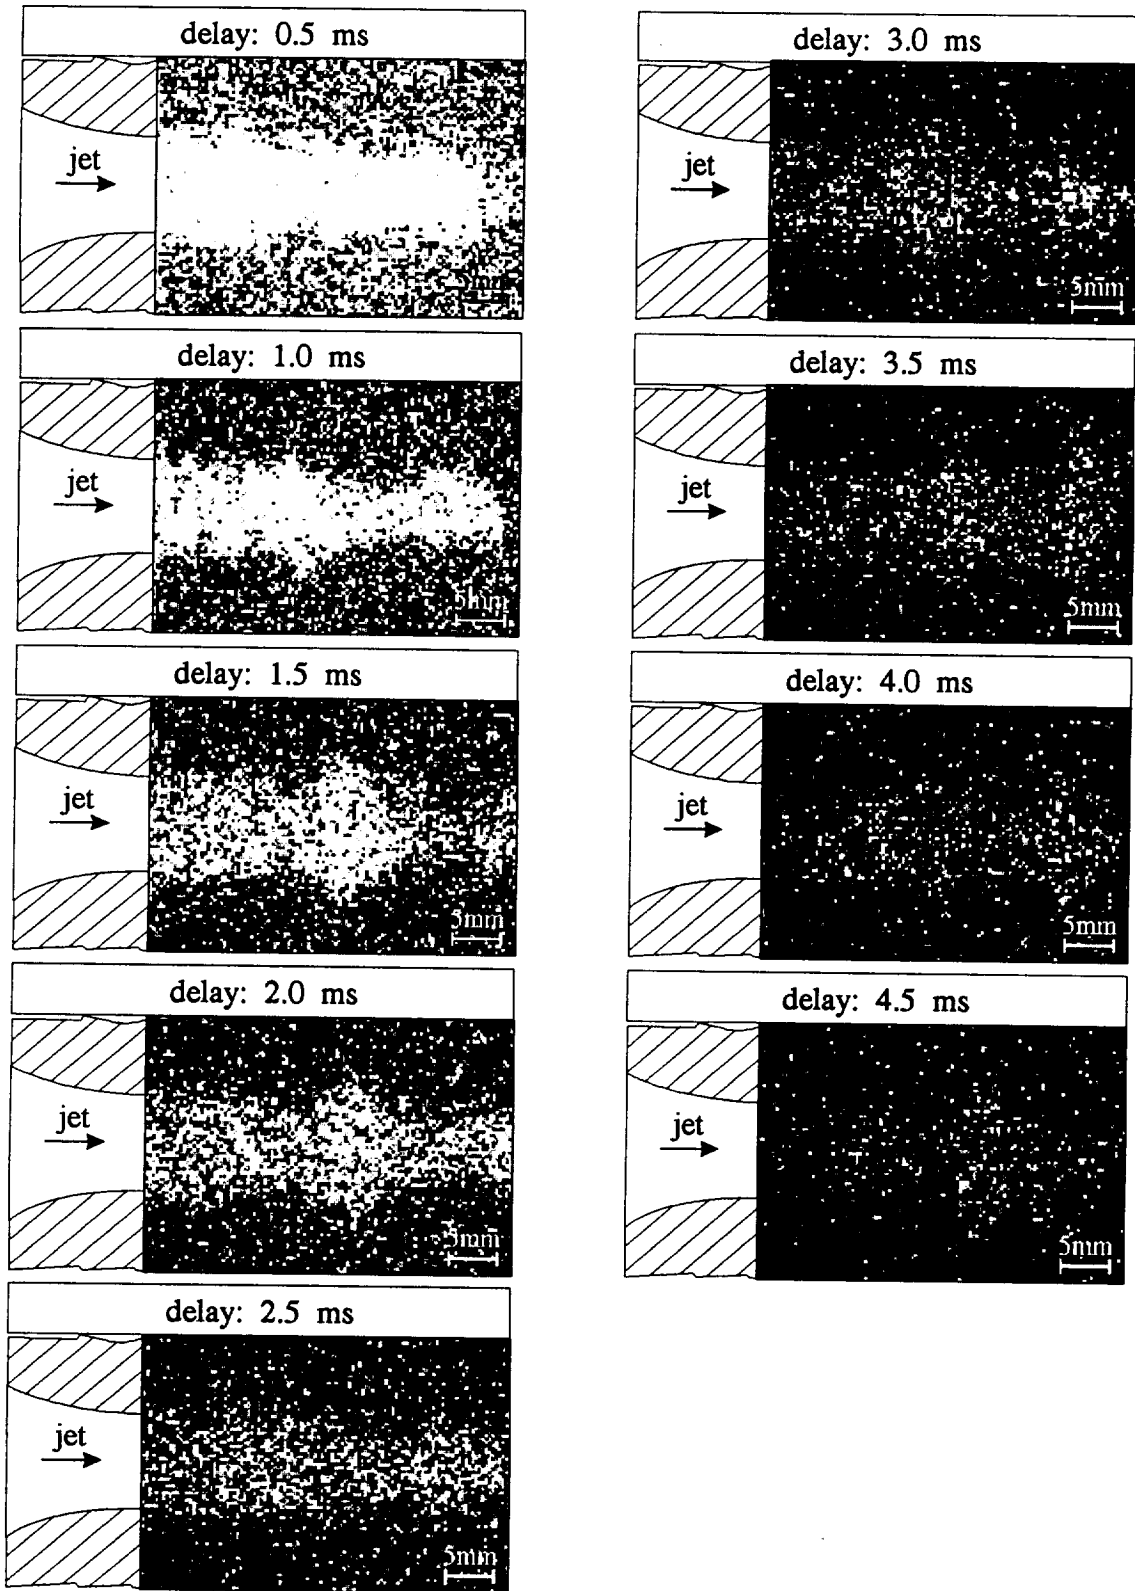 delay: 0.5 ms
jet
5mm
delay: 1.0 ms
jet
5mm
delay: 1.5 ms
jet
5mm
delay: 2.0 ms
jet
5mm
delay: 2.5 ms
jet
5mm
delay: 3.0 ms
jet
5mm
delay: 3.5 ms
jet
5mm
delay: 4.0 ms
jet
5mm
delay: 4.5 ms
jet
5mm